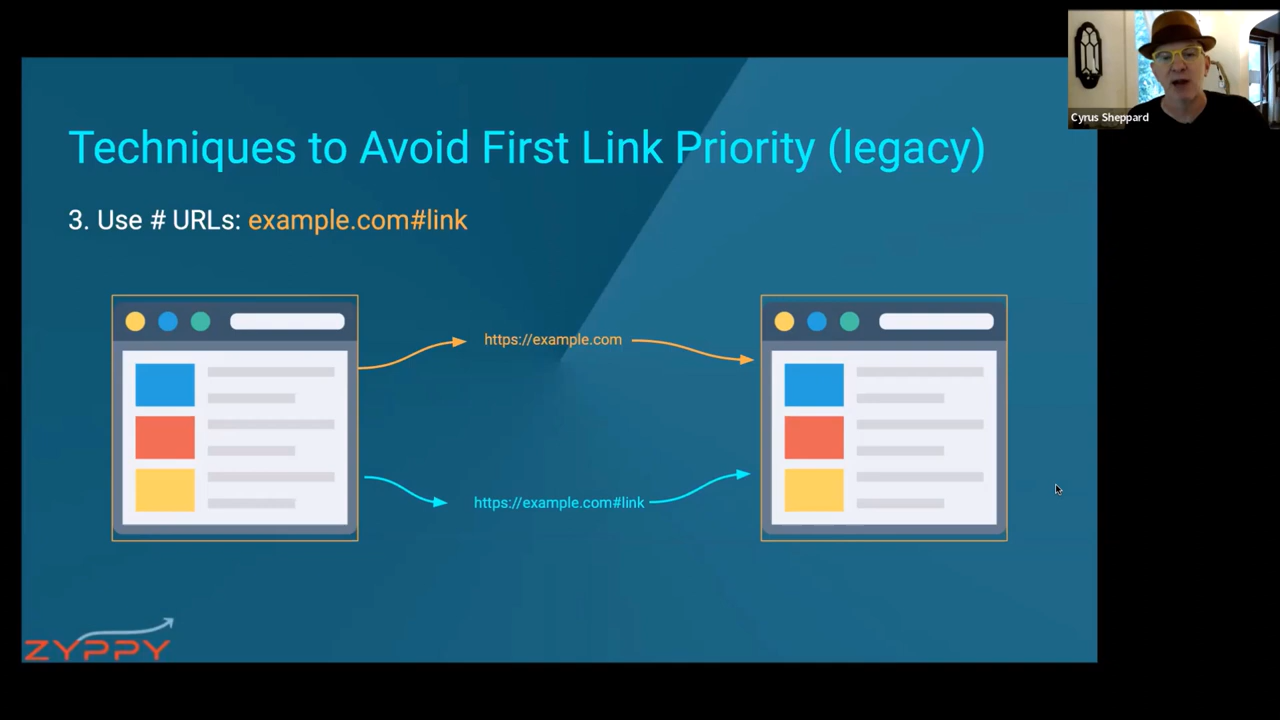 Cyrus Sheppard
Techniques to Avoid First Link Priority (legacy)
3. Use # URLs: example.com#link
https://example.com
https://example.com#link
ZYPPY